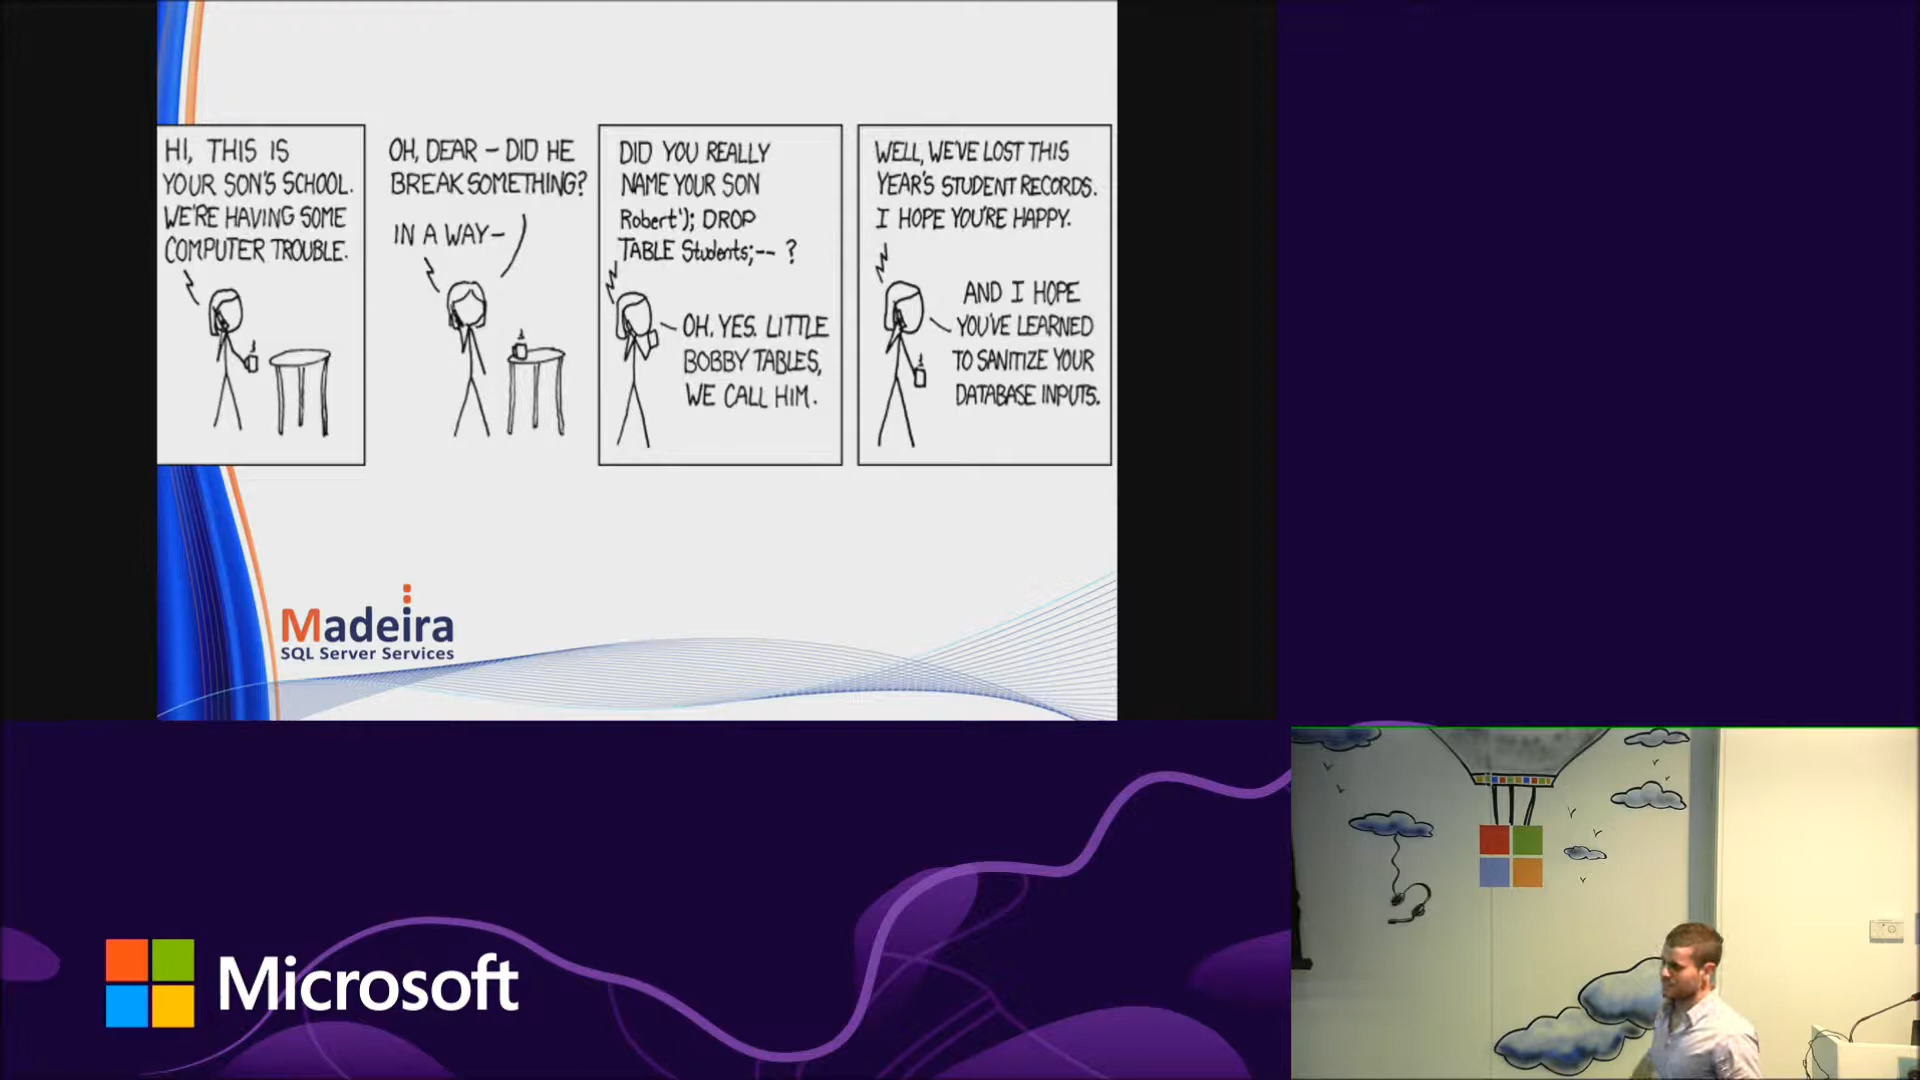 HI, THIS IS
YOUR SON'S SCHOOL.
WE'RE HAVING SOME
COMPUTER TROUBLE.
OH, DEAR – DID HE
BREAK SOMETHING?
IN A WAY–
DID YOU REALLY
NAME YOUR SON
Robert'); DROP
TABLE Students;-- ?
OH. YES. LITTLE
BOBBY TABLES,
WE CALL HIM.
WELL, WE'VE LOST THIS
YEAR'S STUDENT RECORDS.
I HOPE YOU'RE HAPPY.
AND I HOPE
YOU'VE LEARNED
TO SANITIZE YOUR
DATABASE INPUTS.
Madeira
SQL Server Services
Microsoft